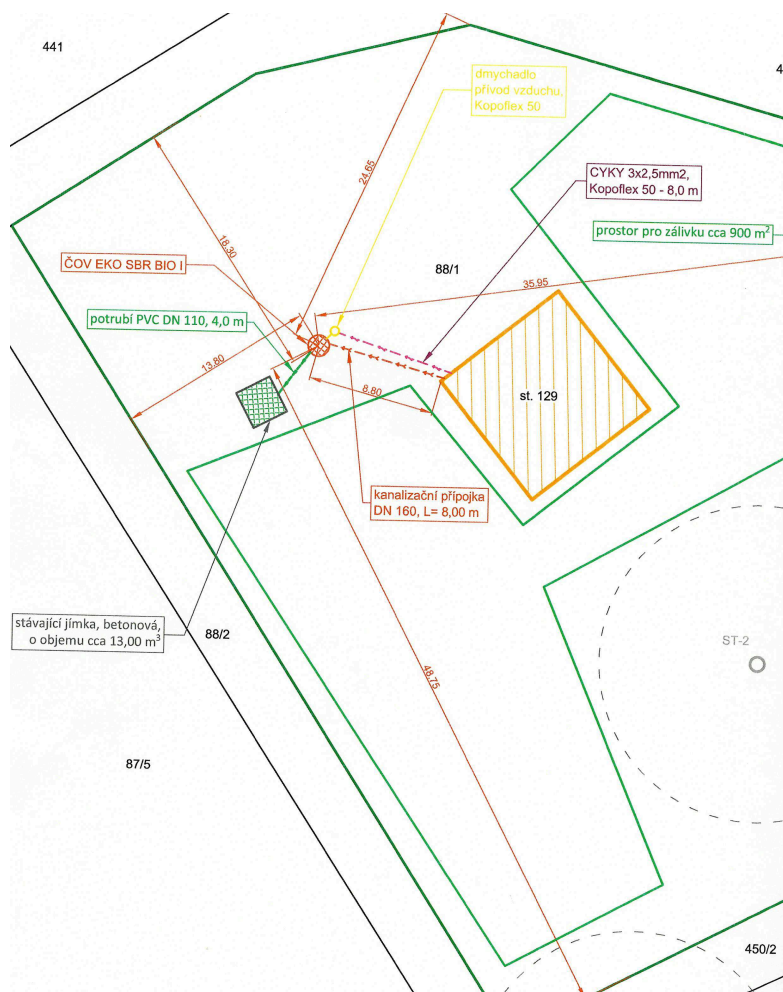 441
4
dmychadlo
přívod vzduchu,
Kopoflex 50
24.65
CYKY 3x2,5mm2,
Kopoflex 50 - 8,0 m
prostor pro zálivku cca 900 m²
18.30
ČOV EKO SBR BIO I
88/1
35.95
potrubí PVC DN 110, 4,0 m
13.80
8.80
st. 129
kanalizační přípojka
DN 160, L= 8,00 m
stávající jímka, betonová,
o objemu cca 13,00 m³
88/2
ST-2
48.75
87/5
450/2